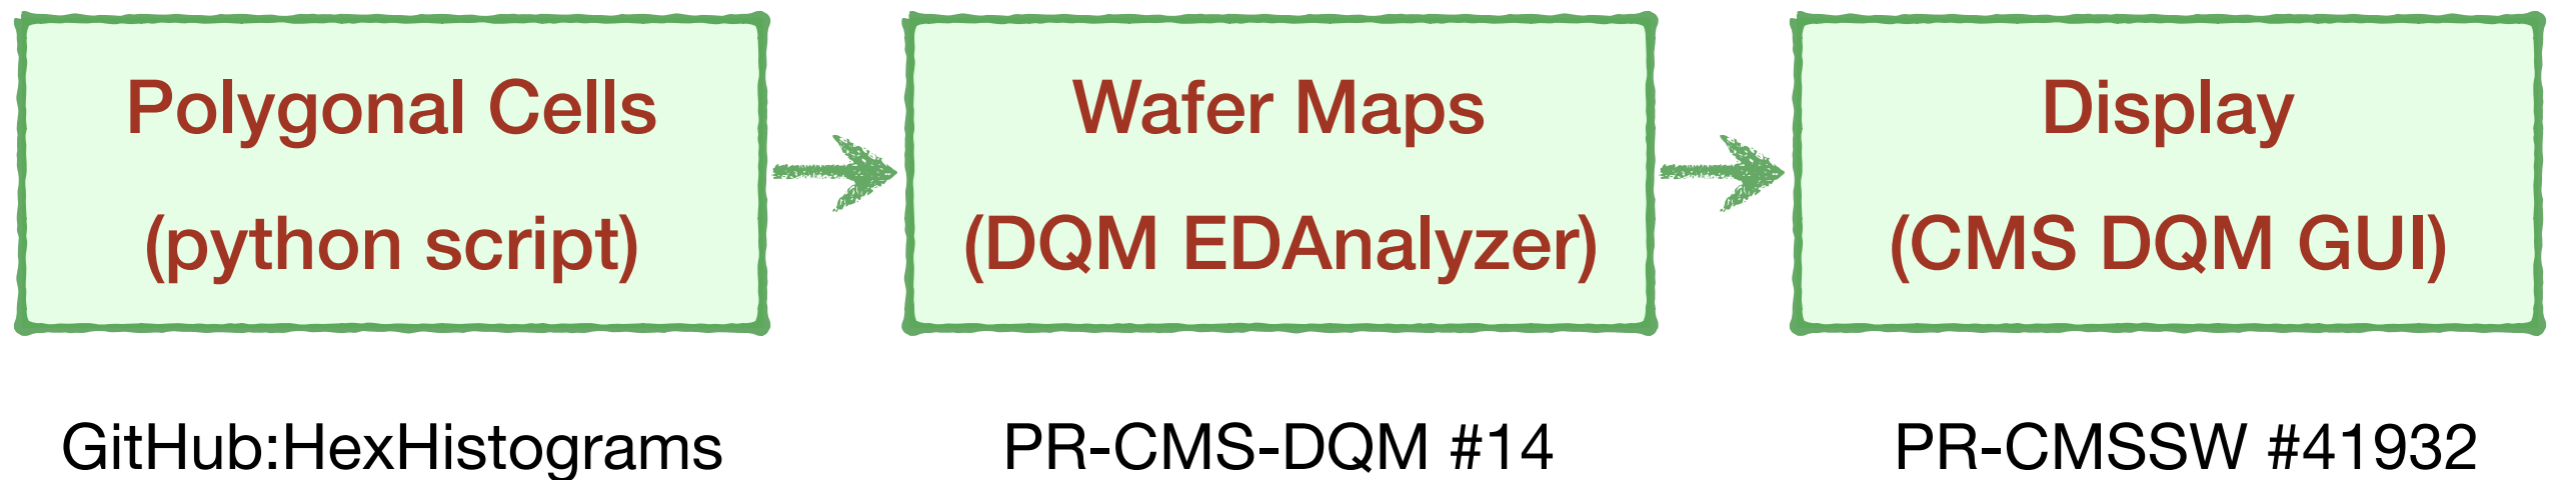 Polygonal Cells
(python script)
Wafer Maps
(DQM EDAnalyzer)
Display
(CMS DQM GUI)
GitHub:HexHistograms
PR-CMS-DQM #14
PR-CMSSW #41932